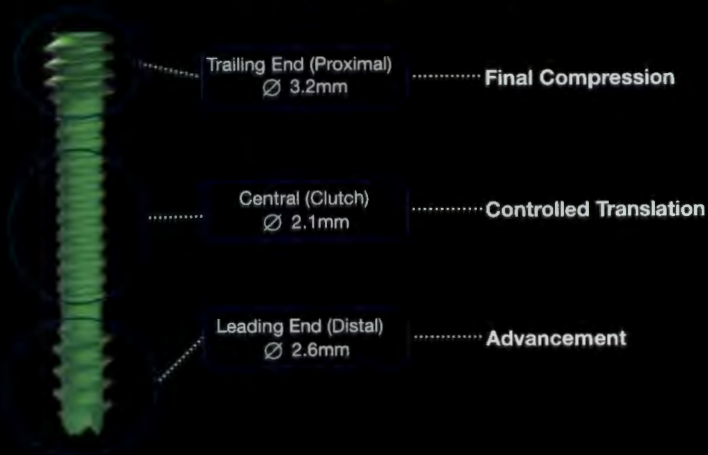 Trailing End (Proximal)
∅ 3.2mm
Final Compression
Central (Clutch)
∅ 2.1mm
Controlled Translation
Leading End (Distal)
∅ 2.6mm
Advancement